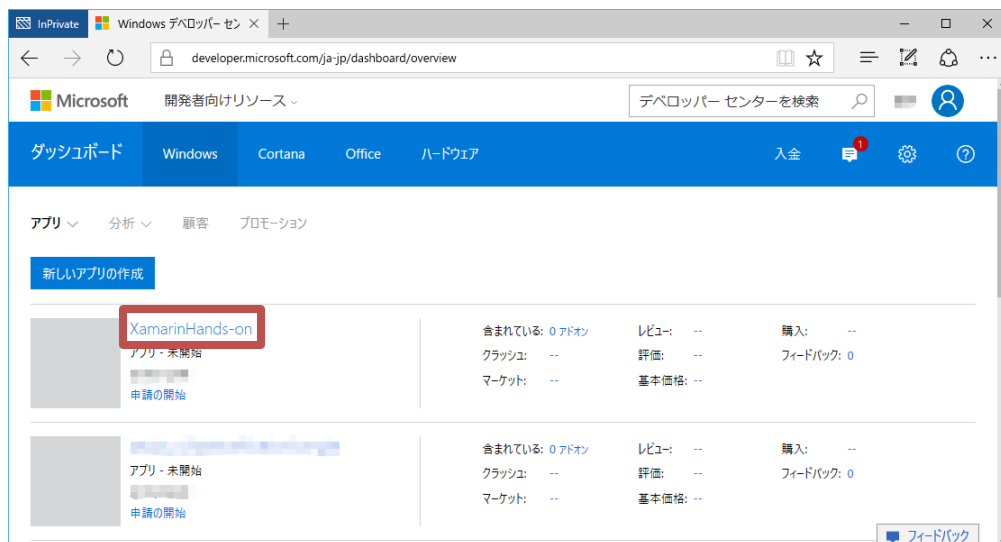 InPrivate
Windows デベロッパー セン
developer.microsoft.com/ja-jp/dashboard/overview
Microsoft 開発者向けリソース デベロッパー センターを検索
ダッシュボード Windows Cortana Office ハードウェア 入金 1
アプリ 分析 顧客 プロモーション
新しいアプリの作成
XamarinHands-on
アプリ - 未開始
申請の開始
含まれている: 0 アドオン レビュー: -- 購入: --
クラッシュ: -- 評価: -- フィードバック: 0
マーケット: -- 基本価格: --
アプリ - 未開始
申請の開始
含まれている: 0 アドオン レビュー: -- 購入: --
クラッシュ: -- 評価: -- フィードバック: 0
マーケット: -- 基本価格: --
フィードバック